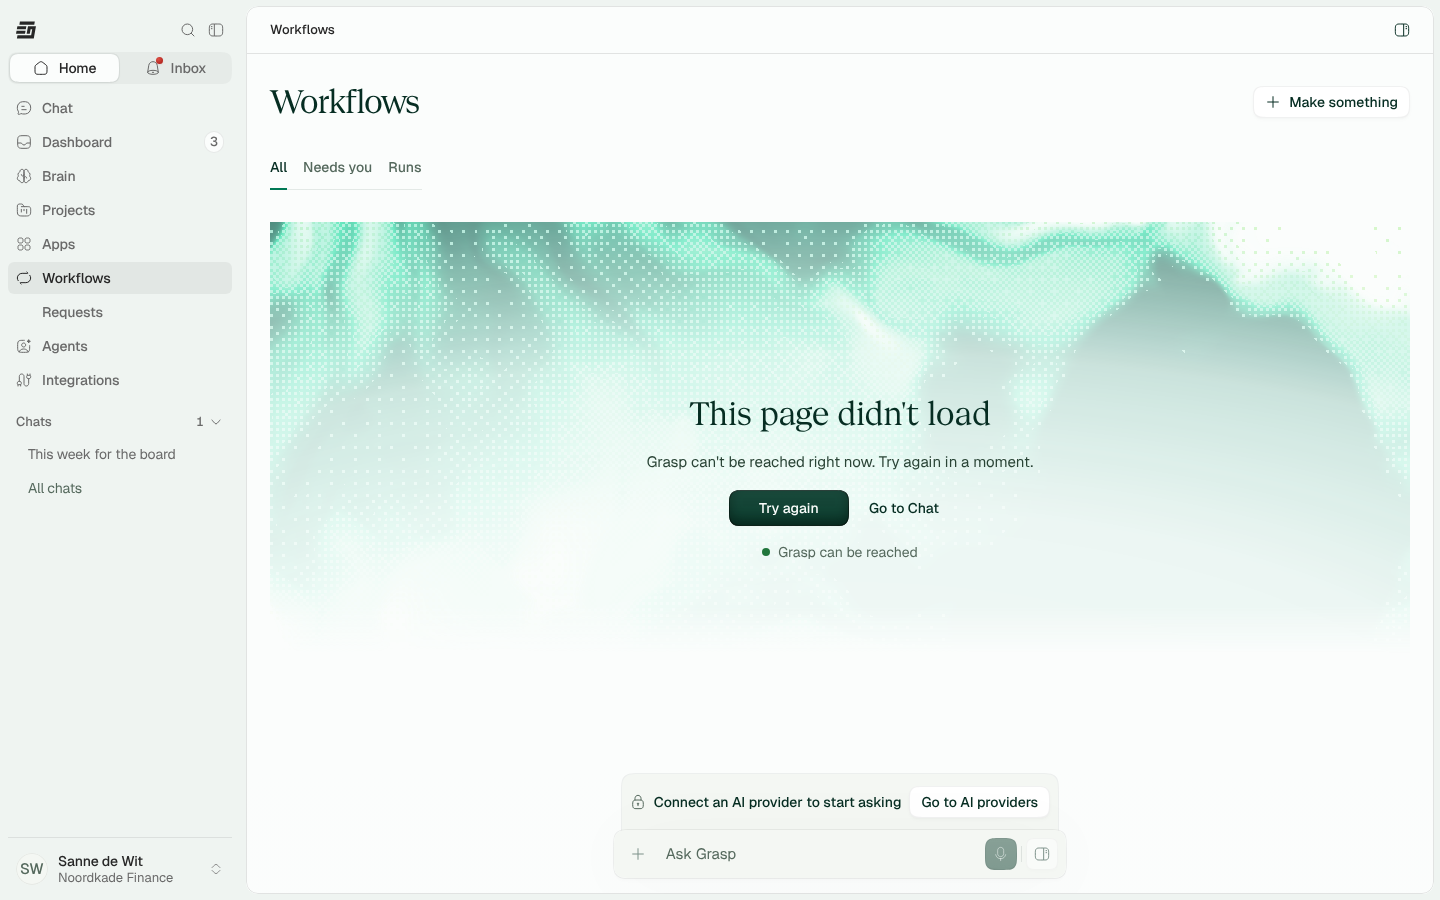 Workflows
Home
Inbox
Chat
Dashboard
3
Brain
Projects
Apps
Workflows
Requests
Agents
Integrations
Chats
1
This week for the board
All chats
SW
Sanne de Wit
Noordkade Finance
Workflows
Make something
All
Needs you
Runs
This page didn't load
Grasp can't be reached right now. Try again in a moment.
Try again
Go to Chat
Grasp can be reached
Connect an AI provider to start asking
Go to AI providers
Ask Grasp